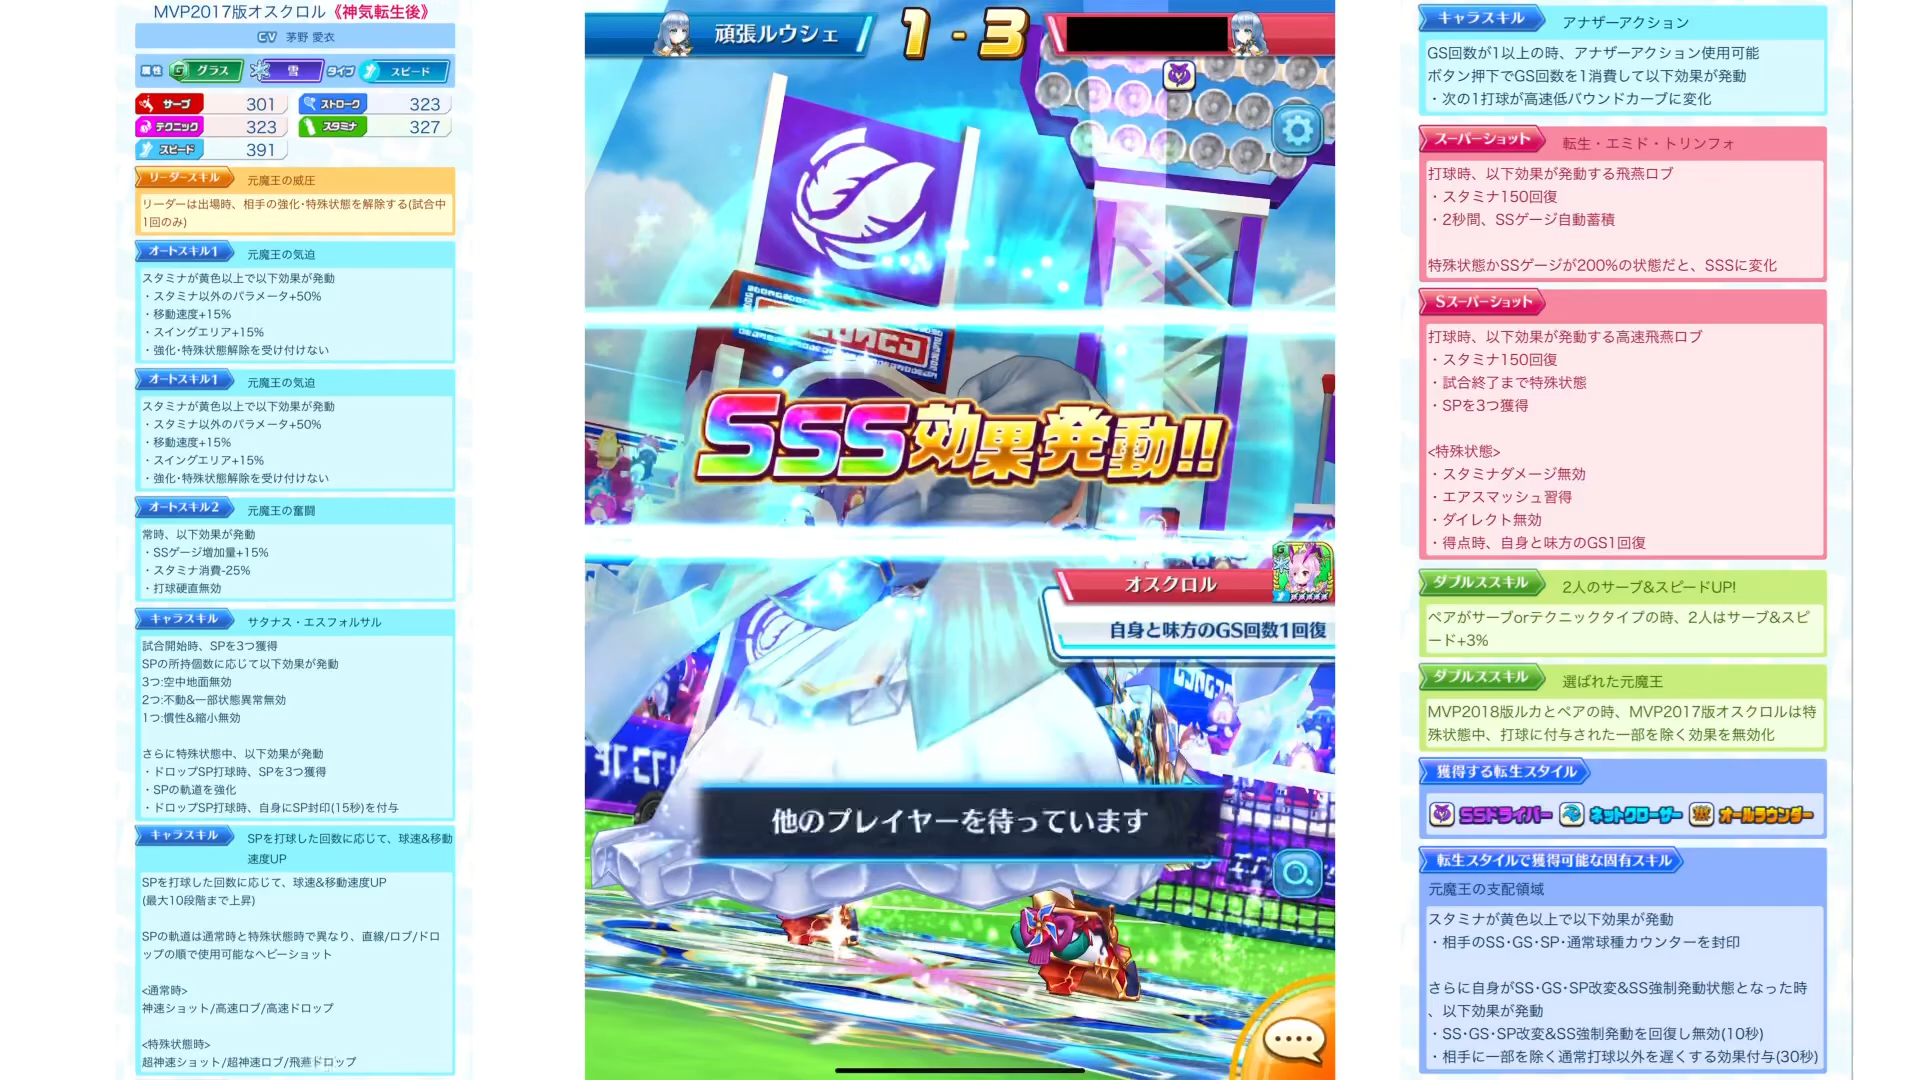 MVP2017版オスクロル《神気転生後》
CV 茅野 愛衣
属性 グラス 雪 タイプ スピード
サーブ 301 ストローク 323
テクニック 323 スタミナ 327
スピード 391
リーダースキル 元魔王の威圧
リーダーは出場時、相手の強化･特殊状態を解除する(試合中
1回のみ)
オートスキル1 元魔王の気迫
スタミナが黄色以上で以下効果が発動
・スタミナ以外のパラメータ+50%
・移動速度+15%
・スイングエリア+15%
・強化･特殊状態解除を受け付けない
オートスキル1 元魔王の気迫
スタミナが黄色以上で以下効果が発動
・スタミナ以外のパラメータ+50%
・移動速度+15%
・スイングエリア+15%
・強化･特殊状態解除を受け付けない
オートスキル2 元魔王の奮闘
常時、以下効果が発動
・SSゲージ増加量+15%
・スタミナ消費-25%
・打球硬直無効
キャラスキル サタナス・エスフォルサル
試合開始時、SPを3つ獲得
SPの所持個数に応じて以下効果が発動
3つ:空中地面無効
2つ:不動&一部状態異常無効
1つ:慣性&縮小無効
さらに特殊状態中、以下効果が発動
・ドロップSP打球時、SPを3つ獲得
・SPの軌道を強化
・ドロップSP打球時、自身にSP封印(15秒)を付与
キャラスキル SPを打球した回数に応じて、球速&移動
速度UP
SPを打球した回数に応じて、球速&移動速度UP
(最大10段階まで上昇)
SPの軌道は通常時と特殊状態時で異なり、直線/ロブ/ドロ
ップの順で使用可能なヘビーショット
<通常時>
神速ショット/高速ロブ/高速ドロップ
<特殊状態時>
超神速ショット/超神速ロブ/飛燕ドロップ
頑張ルウシェ 1 - 3
SSS効果発動!!
オスクロル
自身と味方のGS回数1回復
他のプレイヤーを待っています
キャラスキル アナザーアクション
GS回数が1以上の時、アナザーアクション使用可能
ボタン押下でGS回数を1消費して以下効果が発動
・次の1打球が高速低バウンドカーブに変化
スーパーショット 転生・エミド・トリンフォ
打球時、以下効果が発動する飛燕ロブ
・スタミナ150回復
・2秒間、SSゲージ自動蓄積
特殊状態かSSゲージが200%の状態だと、SSSに変化
Sスーパーショット
打球時、以下効果が発動する高速飛燕ロブ
・スタミナ150回復
・試合終了まで特殊状態
・SPを3つ獲得
<特殊状態>
・スタミナダメージ無効
・エアスマッシュ習得
・ダイレクト無効
・得点時、自身と味方のGS1回復
ダブルススキル 2人のサーブ&スピードUP!
ペアがサーブorテクニックタイプの時、2人はサーブ&スピ
ード+3%
ダブルススキル 選ばれた元魔王
MVP2018版ルカとペアの時、MVP2017版オスクロルは特
殊状態中、打球に付与された一部を除く効果を無効化
獲得する転生スタイル
SSドライバー ネットクローザー オールラウンダー
転生スタイルで獲得可能な固有スキル
元魔王の支配領域
スタミナが黄色以上で以下効果が発動
・相手のSS･GS･SP･通常球種カウンターを封印
さらに自身がSS･GS･SP改変&SS強制発動状態となった時
、以下効果が発動
・SS･GS･SP改変&SS強制発動を回復し無効(10秒)
・相手に一部を除く通常打球以外を遅くする効果付与(30秒)